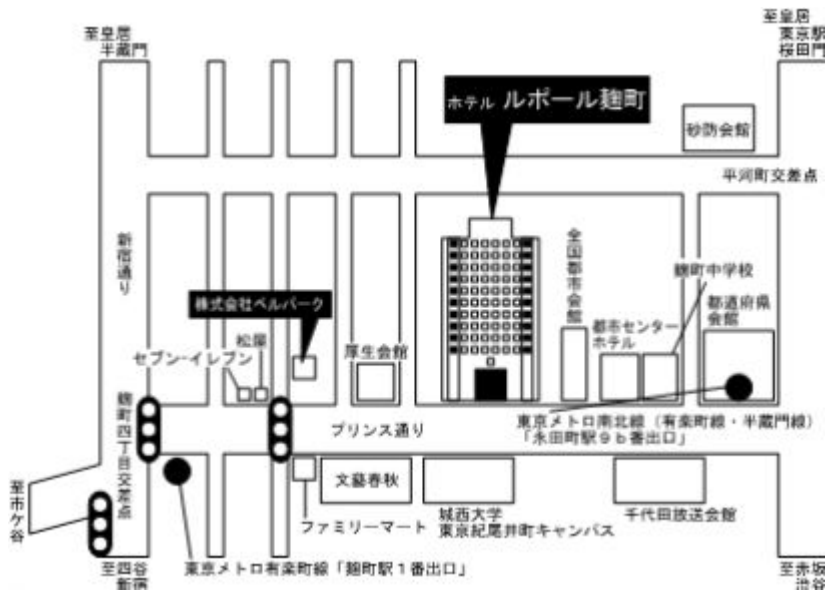 至皇居
半蔵門
至皇居
東京駅
桜田門
ホテル ルポール麹町
砂防会館
平河町交差点
新宿通り
全国都市会館
麹町中学校
株式会社ベルパーク
都道府県
会館
松屋
セブン-イレブン
厚生会館
都市センター
ホテル
麹町四丁目交差点
プリンス通り
東京メトロ南北線（有楽町線・半蔵門線）
「永田町駅９ｂ番出口」
至市ケ谷
文藝春秋
ファミリーマート
城西大学
東京紀尾井町キャンパス
千代田放送会館
至四谷
新宿
東京メトロ有楽町線「麹町駅１番出口」
至赤坂
渋谷